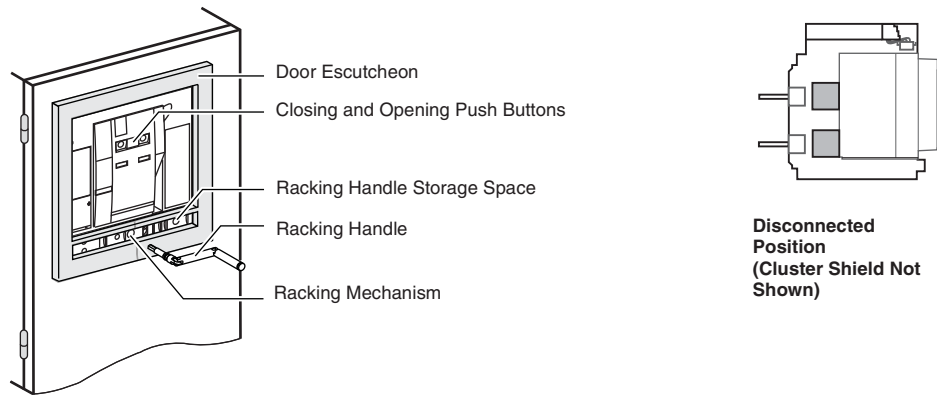 Door Escutcheon
Closing and Opening Push Buttons
Racking Handle Storage Space
Racking Handle
Racking Mechanism
Disconnected
Position
(Cluster Shield Not
Shown)